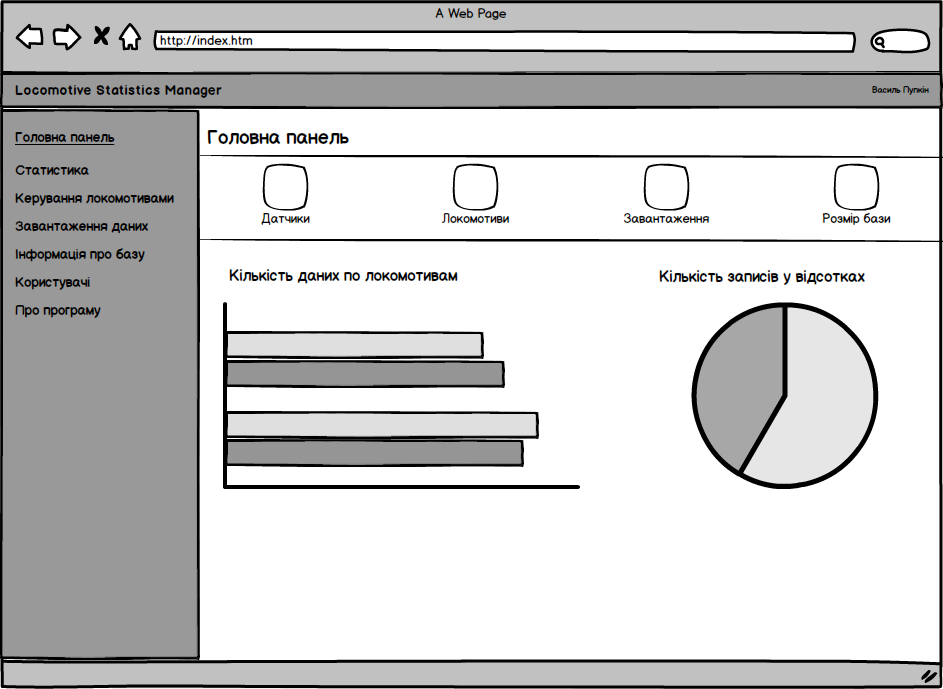 A Web Page
http://index.htm
Locomotive Statistics Manager
Василь Пупкін
Головна панель
Статистика
Керування локомотивами
Завантаження даних
Інформація про базу
Користувачі
Про програму
Головна панель
Датчики
Локомотиви
Завантаження
Розмір бази
Кількість даних по локомотивам
Кількість записів у відсотках